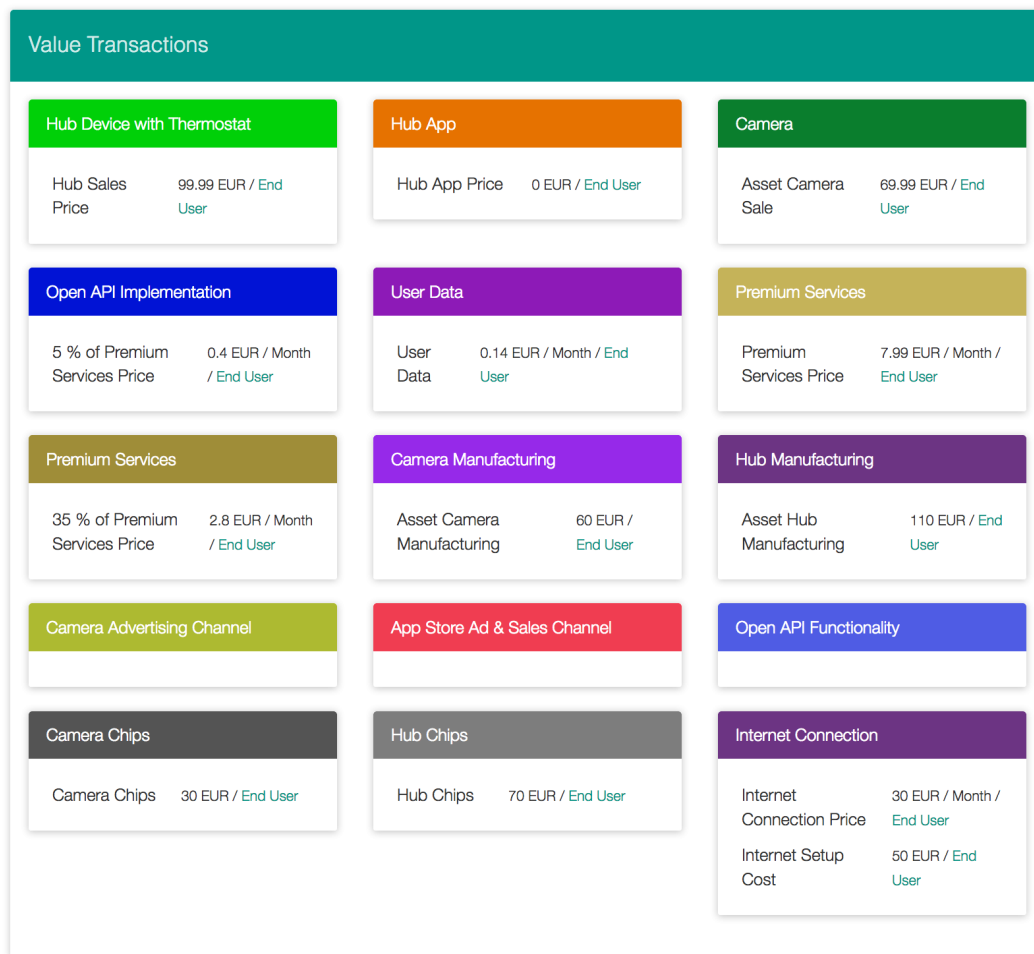 Value Transactions
Hub Device with Thermostat
Hub Sales
Price
99.99 EUR / End
User
Hub App
Hub App Price
0 EUR / End User
Camera
Asset Camera
Sale
69.99 EUR / End
User
Open API Implementation
5 % of Premium
Services Price
0.4 EUR / Month
/ End User
User Data
User
Data
0.14 EUR / Month / End
User
Premium Services
Premium
Services Price
7.99 EUR / Month /
End User
Premium Services
35 % of Premium
Services Price
2.8 EUR / Month
/ End User
Camera Manufacturing
Asset Camera
Manufacturing
60 EUR /
End User
Hub Manufacturing
Asset Hub
Manufacturing
110 EUR / End
User
Camera Advertising Channel
App Store Ad & Sales Channel
Open API Functionality
Camera Chips
Camera Chips
30 EUR / End User
Hub Chips
Hub Chips
70 EUR / End User
Internet Connection
Internet
Connection Price
30 EUR / Month /
End User
Internet Setup
Cost
50 EUR / End
User